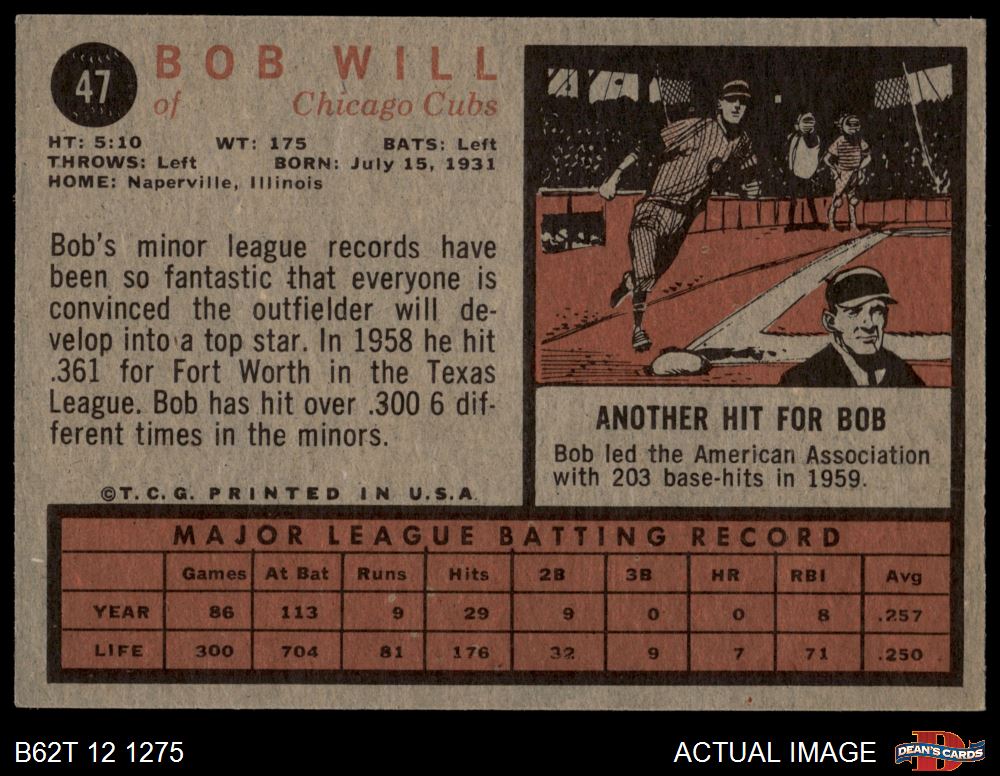 47
BOB WILL
of Chicago Cubs
HT: 5:10 WT: 175 BATS: Left
THROWS: Left BORN: July 15, 1931
HOME: Naperville, Illinois
Bob's minor league records have
been so fantastic that everyone is
convinced the outfielder will de-
velop into a top star. In 1958 he hit
.361 for Fort Worth in the Texas
League. Bob has hit over .300 6 dif-
ferent times in the minors.
©T.C.G. PRINTED IN U.S.A.
ANOTHER HIT FOR BOB
Bob led the American Association
with 203 base-hits in 1959.
MAJOR LEAGUE BATTING RECORD
Games At Bat Runs Hits 2B 3B HR RBI Avg
YEAR 86 113 9 29 9 0 0 8 .257
LIFE 300 704 81 176 32 9 7 71 .250
B62T 12 1275
ACTUAL IMAGE
D
DEAN'S CARDS